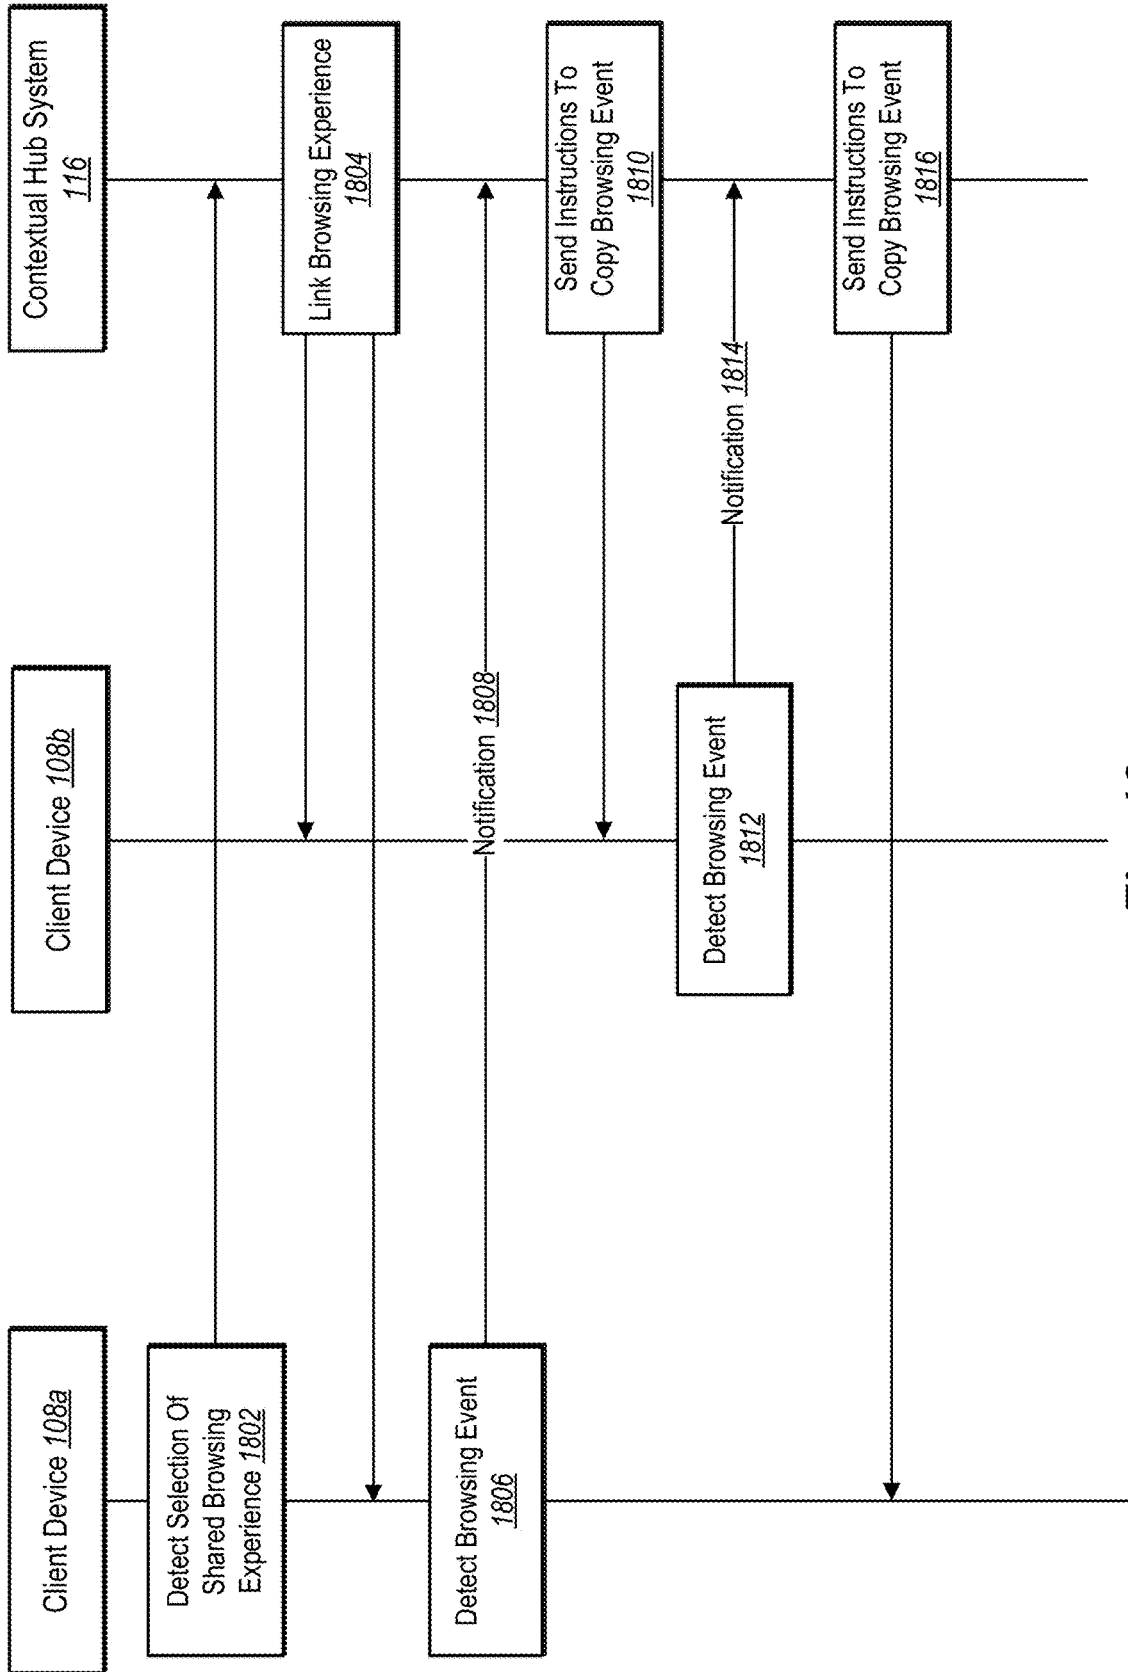 Client Device 108a
Client Device 108b
Contextual Hub System
116
Detect Selection Of
Shared Browsing
Experience 1802
Link Browsing Experience
1804
Detect Browsing Event
1806
Notification 1808
Send Instructions To
Copy Browsing Event
1810
Detect Browsing Event
1812
Notification 1814
Send Instructions To
Copy Browsing Event
1816